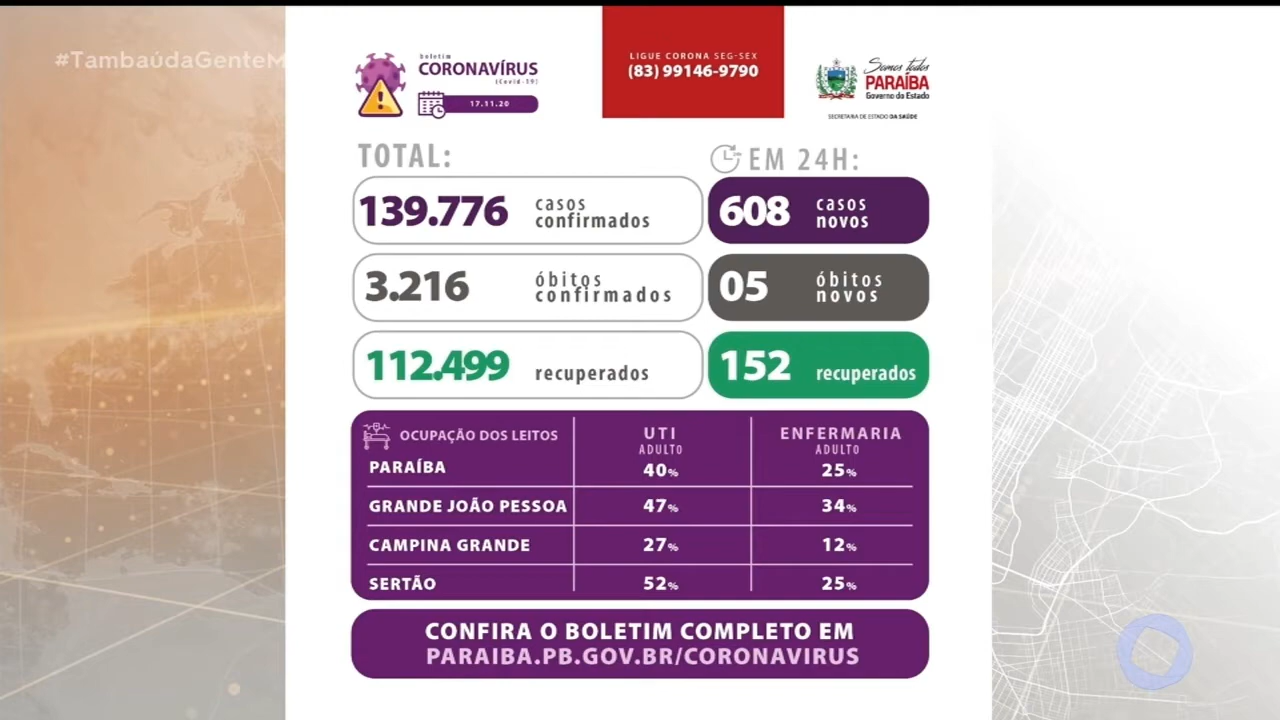 #TambaúdaGenteM
boletim
CORONAVÍRUS
(Covid-19)
17.11.20
LIGUE CORONA SEG-SEX
(83) 99146-9790
Somos todos
PARAÍBA
Governo do Estado
SECRETARIA DE ESTADO DA SAÚDE
TOTAL:
EM 24H:
139.776 casos confirmados
608 casos novos
3.216 óbitos confirmados
05 óbitos novos
112.499 recuperados
152 recuperados
OCUPAÇÃO DOS LEITOS
UTI
ADULTO
ENFERMARIA
ADULTO
PARAÍBA 40% 25%
GRANDE JOÃO PESSOA 47% 34%
CAMPINA GRANDE 27% 12%
SERTÃO 52% 25%
CONFIRA O BOLETIM COMPLETO EM
PARAIBA.PB.GOV.BR/CORONAVIRUS